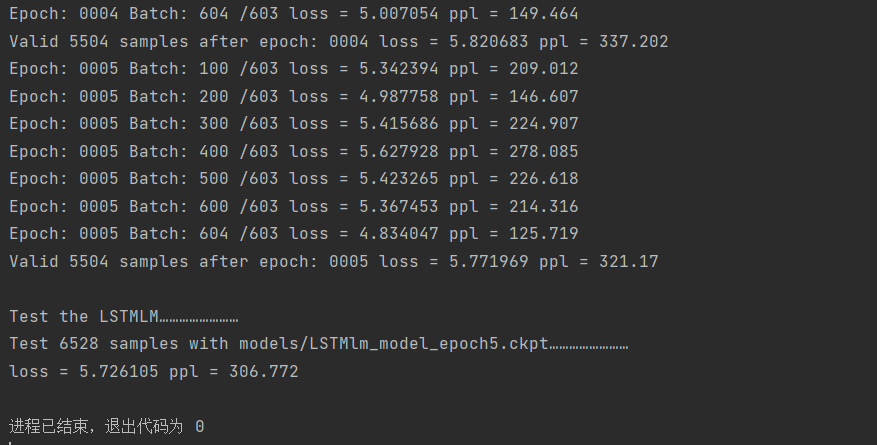 Epoch: 0004 Batch: 604 /603 loss = 5.007054 ppl = 149.464
Valid 5504 samples after epoch: 0004 loss = 5.820683 ppl = 337.202
Epoch: 0005 Batch: 100 /603 loss = 5.342394 ppl = 209.012
Epoch: 0005 Batch: 200 /603 loss = 4.987758 ppl = 146.607
Epoch: 0005 Batch: 300 /603 loss = 5.415686 ppl = 224.907
Epoch: 0005 Batch: 400 /603 loss = 5.627928 ppl = 278.085
Epoch: 0005 Batch: 500 /603 loss = 5.423265 ppl = 226.618
Epoch: 0005 Batch: 600 /603 loss = 5.367453 ppl = 214.316
Epoch: 0005 Batch: 604 /603 loss = 4.834047 ppl = 125.719
Valid 5504 samples after epoch: 0005 loss = 5.771969 ppl = 321.17
Test the LSTMLM……………………
Test 6528 samples with models/LSTMlm_model_epoch5.ckpt……………………
loss = 5.726105 ppl = 306.772
进程已结束，退出代码为 0